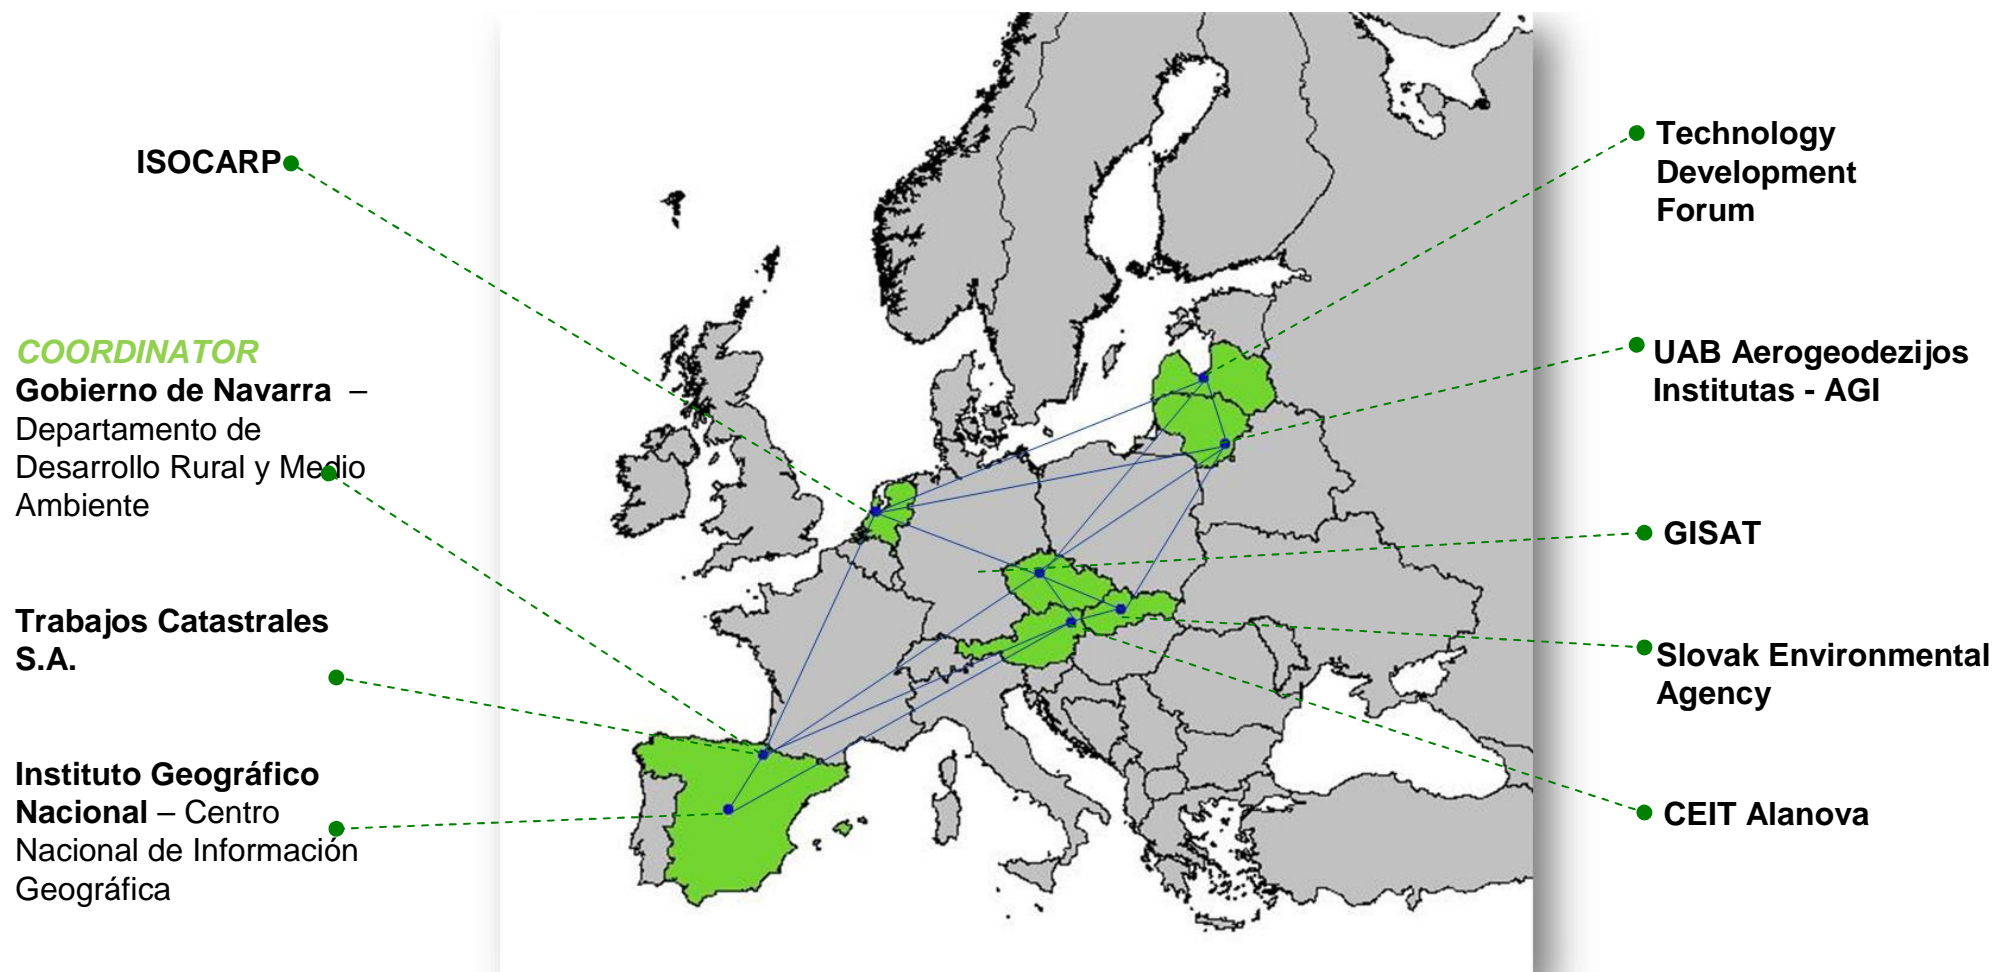 ISOCARP
COORDINATOR
Gobierno de Navarra –
Departamento de
Desarrollo Rural y Medio
Ambiente
Trabajos Catastrales
S.A.
Instituto Geográfico
Nacional – Centro
Nacional de Información
Geográfica
Technology
Development
Forum
UAB Aerogeodezijos
Institutas - AGI
GISAT
Slovak Environmental
Agency
CEIT Alanova